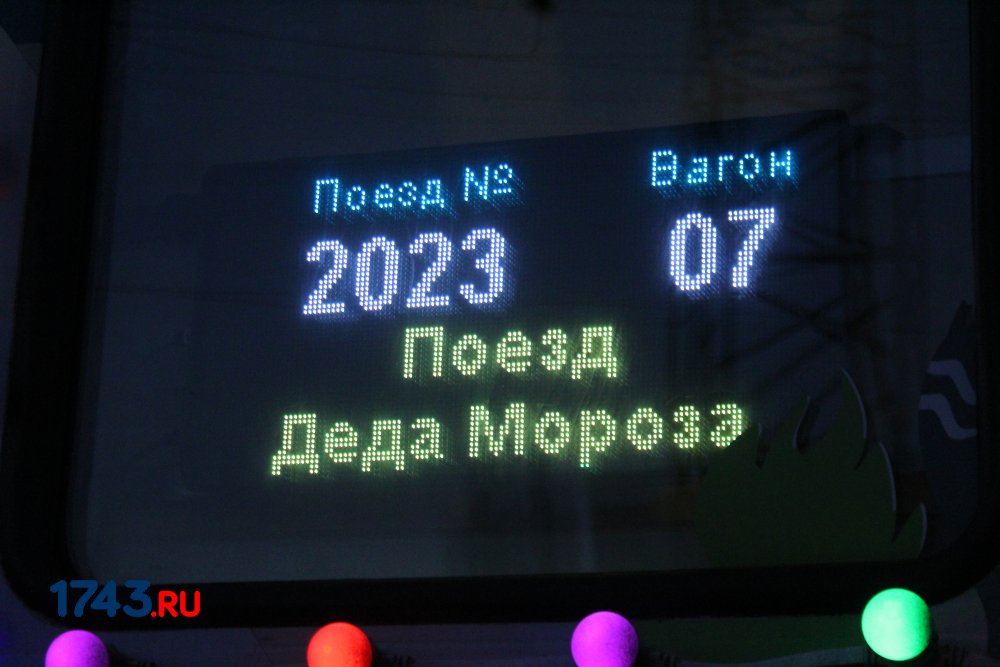 Поезд № Вагон
2023 07
Поезд
Деда Мороза
1743.RU